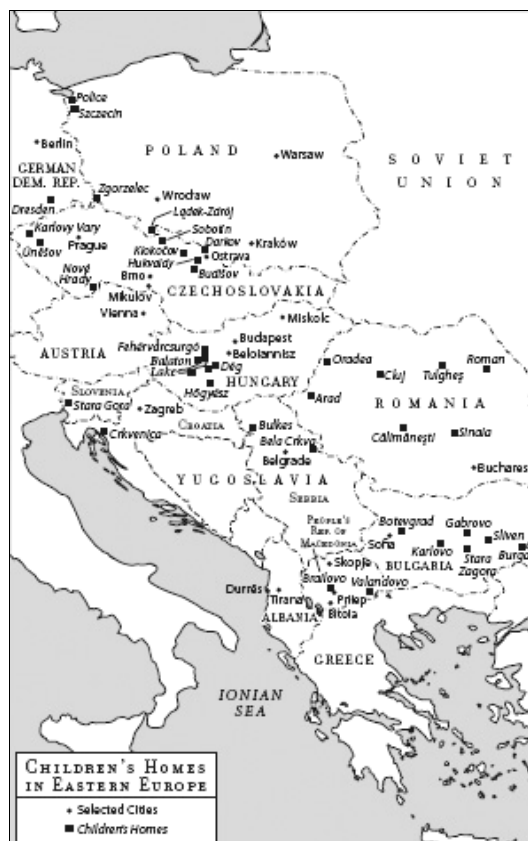 Police
Szczecin
Berlin
POLAND
Warsaw
SOVIET
UNION
GERMAN
DEM. REP.
Zgorzelec
Wrocław
Dresden
Lądek-Zdrój
Karlovy Vary
Sobotín
Prague
Klokočov
Darkov
Kraków
Úněšov
Hukvaldy
Ostrava
Nové
Hrady
Brno
Budišov
Mikulov
CZECHOSLOVAKIA
Vienna
Miskolc
Fehérvárcsurgó
Budapest
AUSTRIA
Balaton
Beloiannisz
Lake
Dég
Oradea
Cluj
Tulgheş
Roman
HUNGARY
Hőgyész
SLOVENIA
Stara Gora
Zagreb
Arad
ROMANIA
CROATIA
Bulkes
Călimăneşti
Sinaia
Crkvenica
Bela Crkva
Belgrade
Buchares
YUGOSLAVIA
SERBIA
PEOPLE'S
REP. OF
MACEDONIA
Botevgrad
Gabrovo
Sofia
Sliven
Skopje
Karlovo
Burga
BULGARIA
Stara
Zagora
Brailovo
Valandovo
Durrës
Tirana
Prilep
ALBANIA
Bitola
GREECE
IONIAN
SEA
CHILDREN'S HOMES
IN EASTERN EUROPE
Selected Cities
Children's Homes